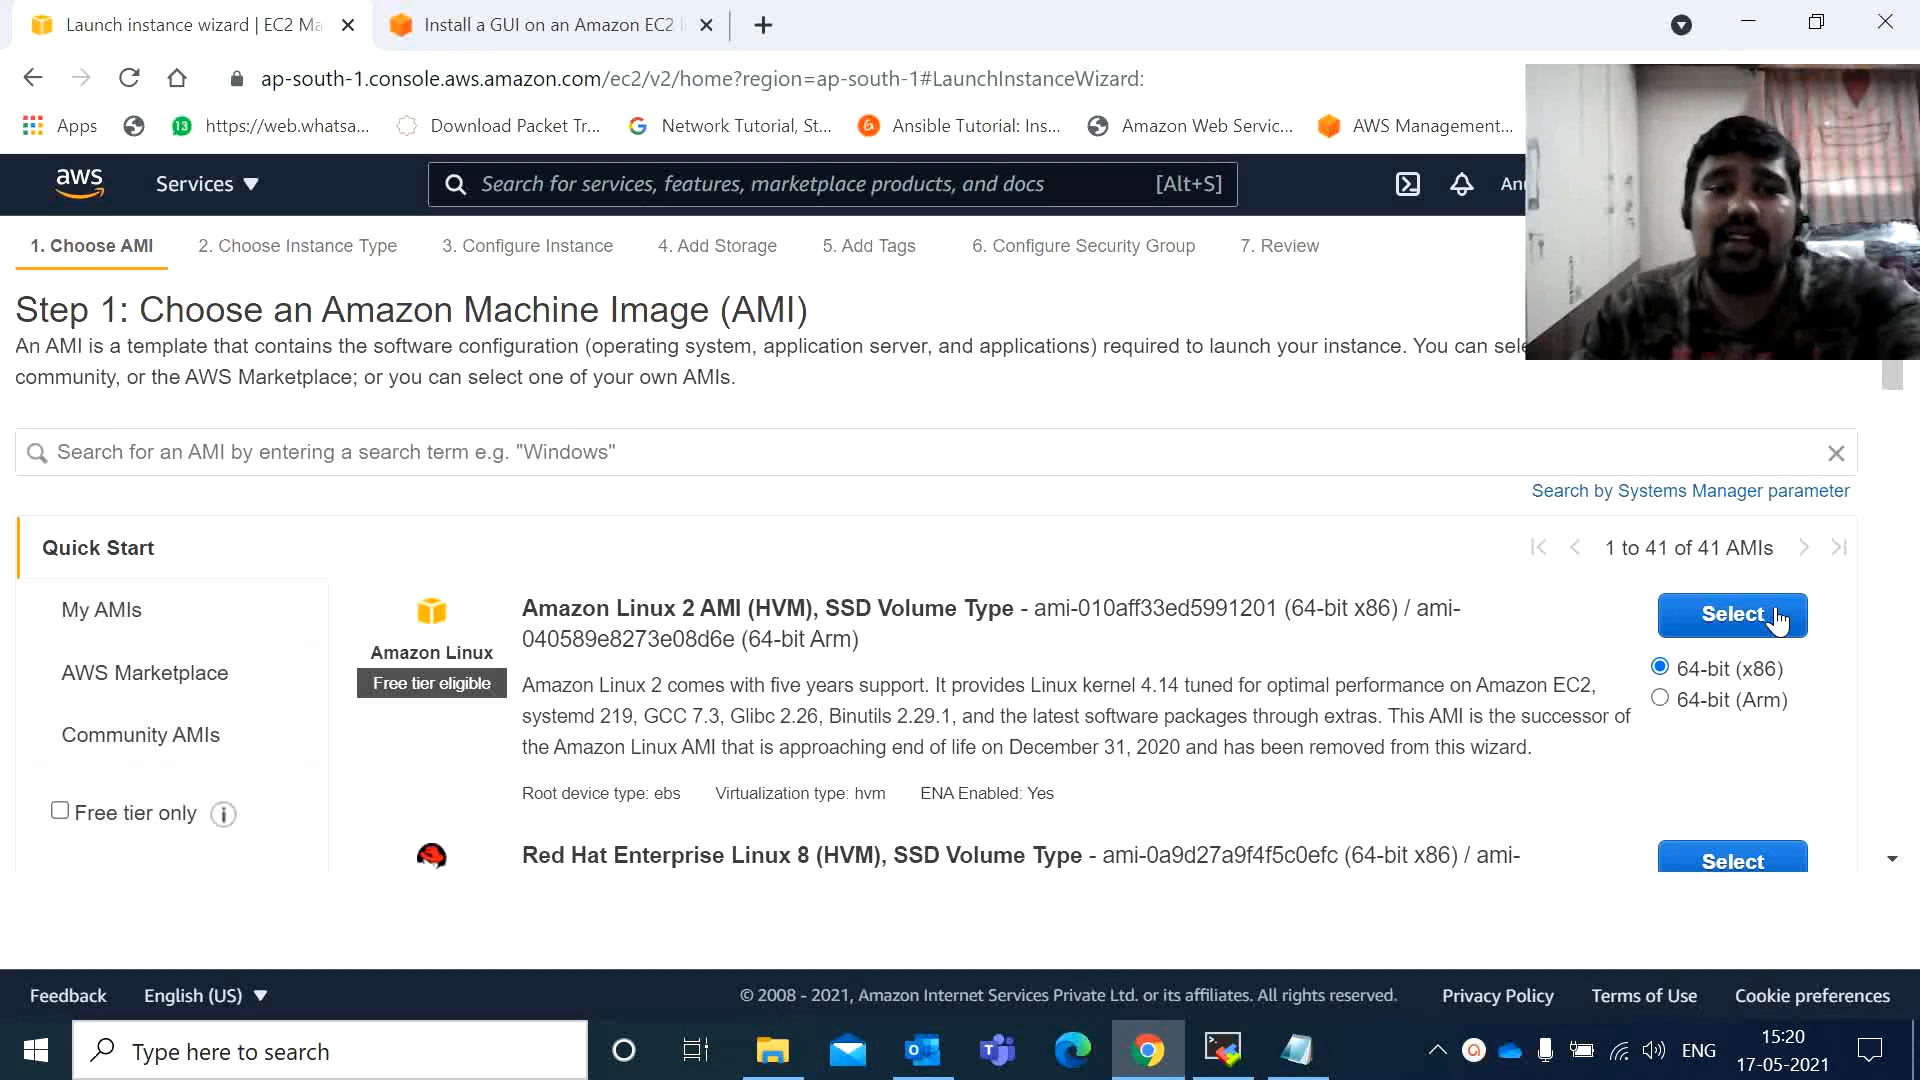 Launch instance wizard | EC2 Ma
Install a GUI on an Amazon EC2
ap-south-1.console.aws.amazon.com/ec2/v2/home?region=ap-south-1#LaunchInstanceWizard:
Apps
13
https://web.whatsa...
Download Packet Tr...
Network Tutorial, St...
Ansible Tutorial: Ins...
Amazon Web Servic...
AWS Management...
aws
Services
Search for services, features, marketplace products, and docs
[Alt+S]
1. Choose AMI
2. Choose Instance Type
3. Configure Instance
4. Add Storage
5. Add Tags
6. Configure Security Group
7. Review
Step 1: Choose an Amazon Machine Image (AMI)
An AMI is a template that contains the software configuration (operating system, application server, and applications) required to launch your instance. You can sele
community, or the AWS Marketplace; or you can select one of your own AMIs.
Search for an AMI by entering a search term e.g. "Windows"
Search by Systems Manager parameter
Quick Start
1 to 41 of 41 AMIs
My AMIs
AWS Marketplace
Community AMIs
Free tier only
Amazon Linux
Free tier eligible
Amazon Linux 2 AMI (HVM), SSD Volume Type - ami-010aff33ed5991201 (64-bit x86) / ami-
040589e8273e08d6e (64-bit Arm)
Amazon Linux 2 comes with five years support. It provides Linux kernel 4.14 tuned for optimal performance on Amazon EC2,
systemd 219, GCC 7.3, Glibc 2.26, Binutils 2.29.1, and the latest software packages through extras. This AMI is the successor of
the Amazon Linux AMI that is approaching end of life on December 31, 2020 and has been removed from this wizard.
Root device type: ebs
Virtualization type: hvm
ENA Enabled: Yes
Select
64-bit (x86)
64-bit (Arm)
Red Hat Enterprise Linux 8 (HVM), SSD Volume Type - ami-0a9d27a9f4f5c0efc (64-bit x86) / ami-
Select
Feedback
English (US)
© 2008 - 2021, Amazon Internet Services Private Ltd. or its affiliates. All rights reserved.
Privacy Policy
Terms of Use
Cookie preferences
Type here to search
ENG
15:20
17-05-2021